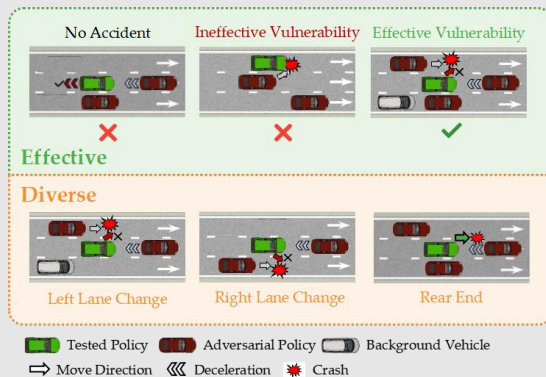 No Accident
Ineffective Vulnerability
Effective Vulnerability
Effective
Diverse
Left Lane Change
Right Lane Change
Rear End
Tested Policy
Adversarial Policy
Background Vehicle
Move Direction
Deceleration
Crash